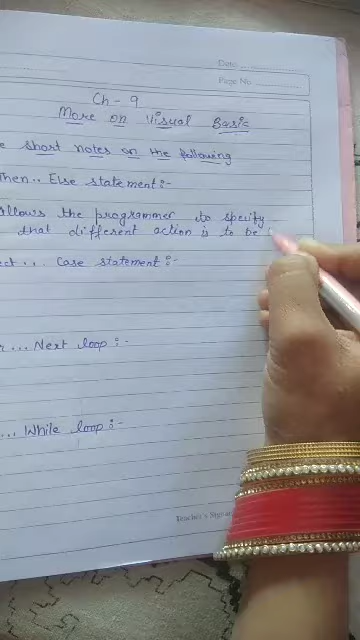 Date
Page No.
Ch - 9
More on Visual Basic
short notes on the following
Then.. Else statement:-
the programmer to specify
that different action is to be
... Case statement:-
... Next loop:-
... While loop:-
Teacher's